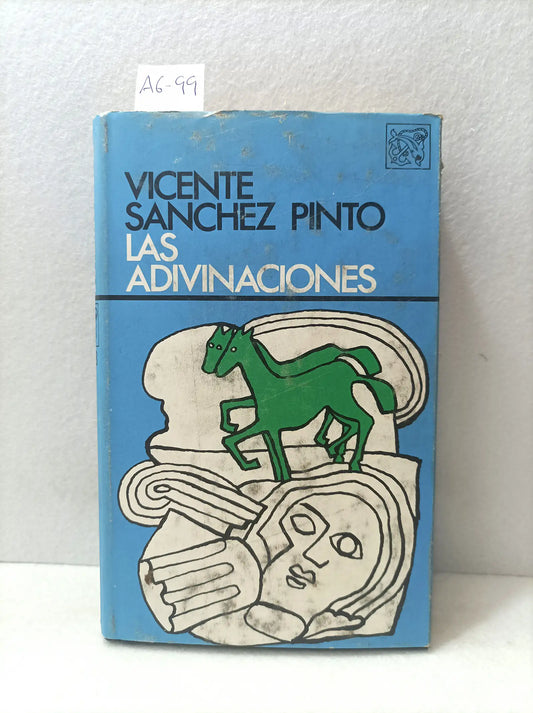 A6-99
VICENTE
SANCHEZ PINTO
LAS
ADIVINACIONES